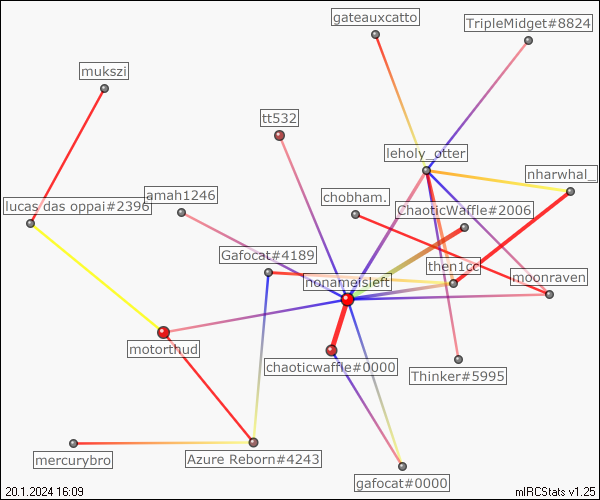 gateauxcatto
TripleMidget#8824
mukszi
tt532
leholy_otter
nharwhal_
amah1246
chobham.
lucas das oppai#2396
ChaoticWaffle#2006
Gafocat#4189
then1cc
moonraven
nonameisleft
motorthud
chaoticwaffle#0000
Thinker#5995
mercurybro
Azure Reborn#4243
gafocat#0000
20.1.2024 16:09
mIRCStats v1.25